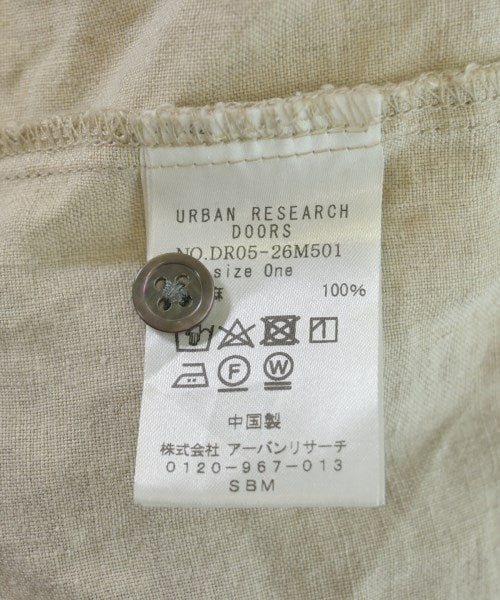 URBAN RESEARCH
DOORS
NO.DR05-26M501
size One
麻 100%
F W
中国製
株式会社 アーバンリサーチ
0120-967-013
SBM